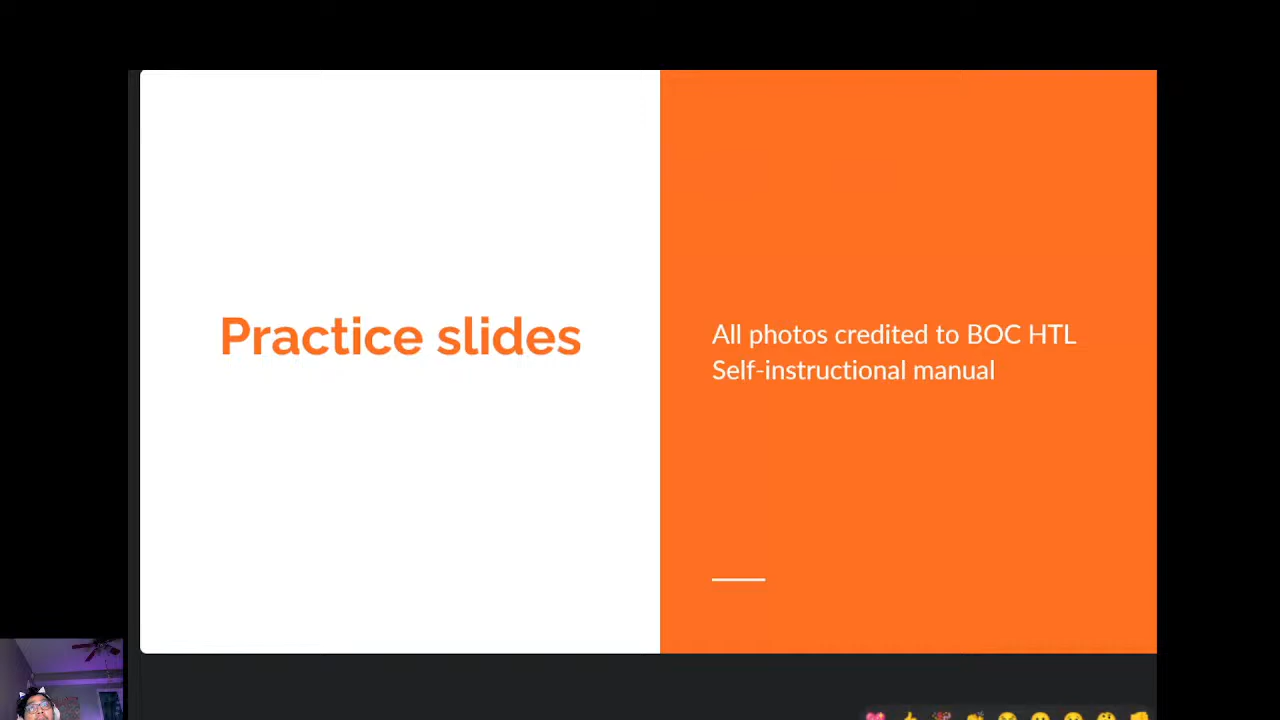 Practice slides
All photos credited to BOC HTL
Self-instructional manual